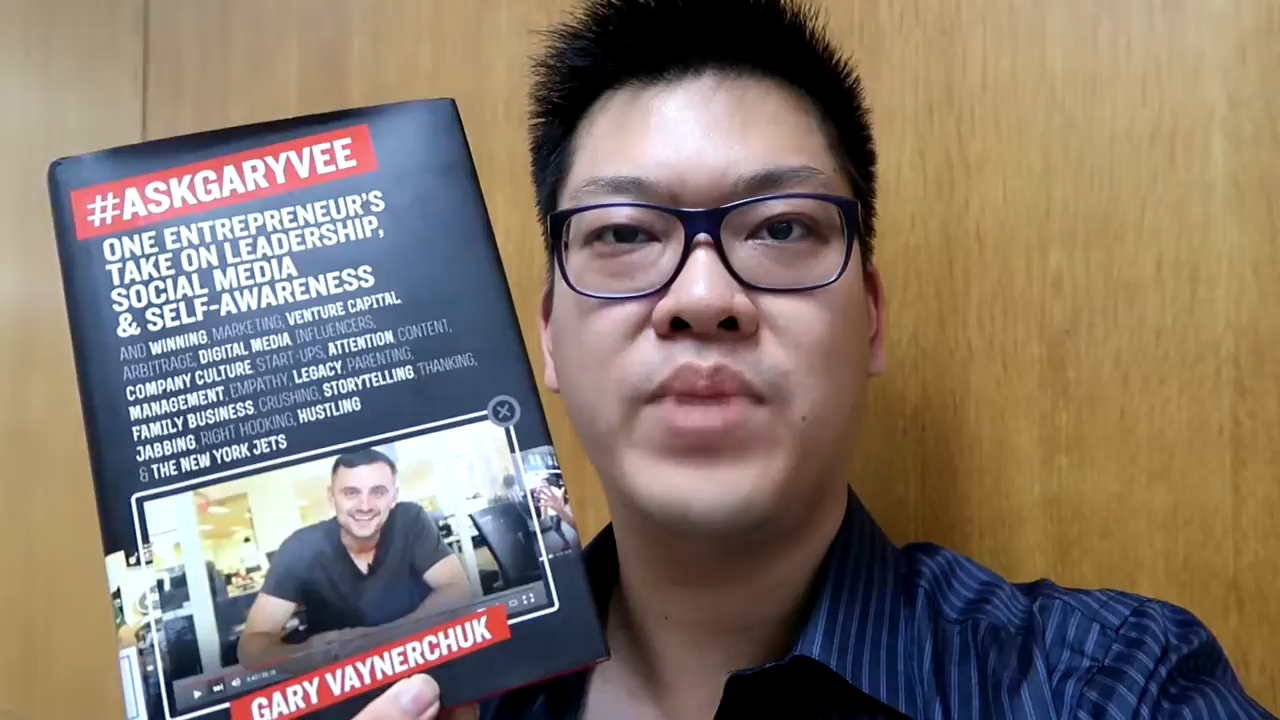 #ASKGARYVEE
ONE ENTREPRENEUR'S
TAKE ON LEADERSHIP,
SOCIAL MEDIA
& SELF-AWARENESS
AND WINNING, MARKETING, VENTURE CAPITAL,
ARBITRAGE, DIGITAL MEDIA, INFLUENCERS,
COMPANY CULTURE, START-UPS, ATTENTION, CONTENT,
MANAGEMENT, EMPATHY, LEGACY, PARENTING,
FAMILY BUSINESS, CRUSHING, STORYTELLING, THANKING,
JABBING, RIGHT HOOKING, HUSTLING
& THE NEW YORK JETS
GARY VAYNERCHUK